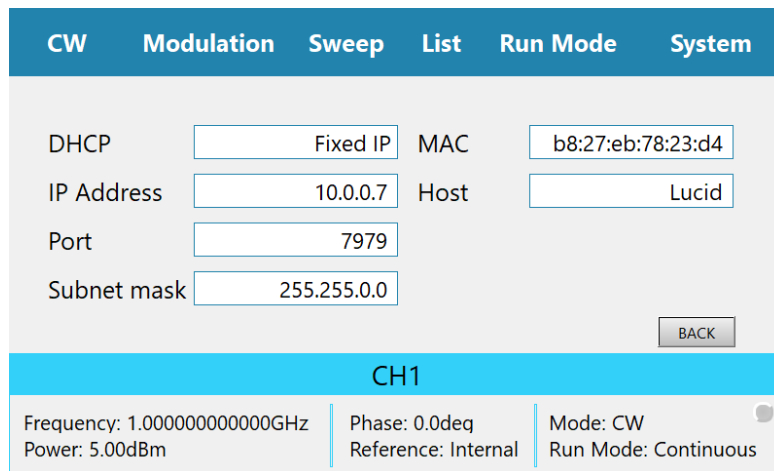 CW Modulation Sweep List Run Mode System
DHCP Fixed IP MAC b8:27:eb:78:23:d4
IP Address 10.0.0.7 Host Lucid
Port 7979
Subnet mask 255.255.0.0
BACK
CH1
Frequency: 1.000000000000GHz Phase: 0.0deg Mode: CW
Power: 5.00dBm Reference: Internal Run Mode: Continuous